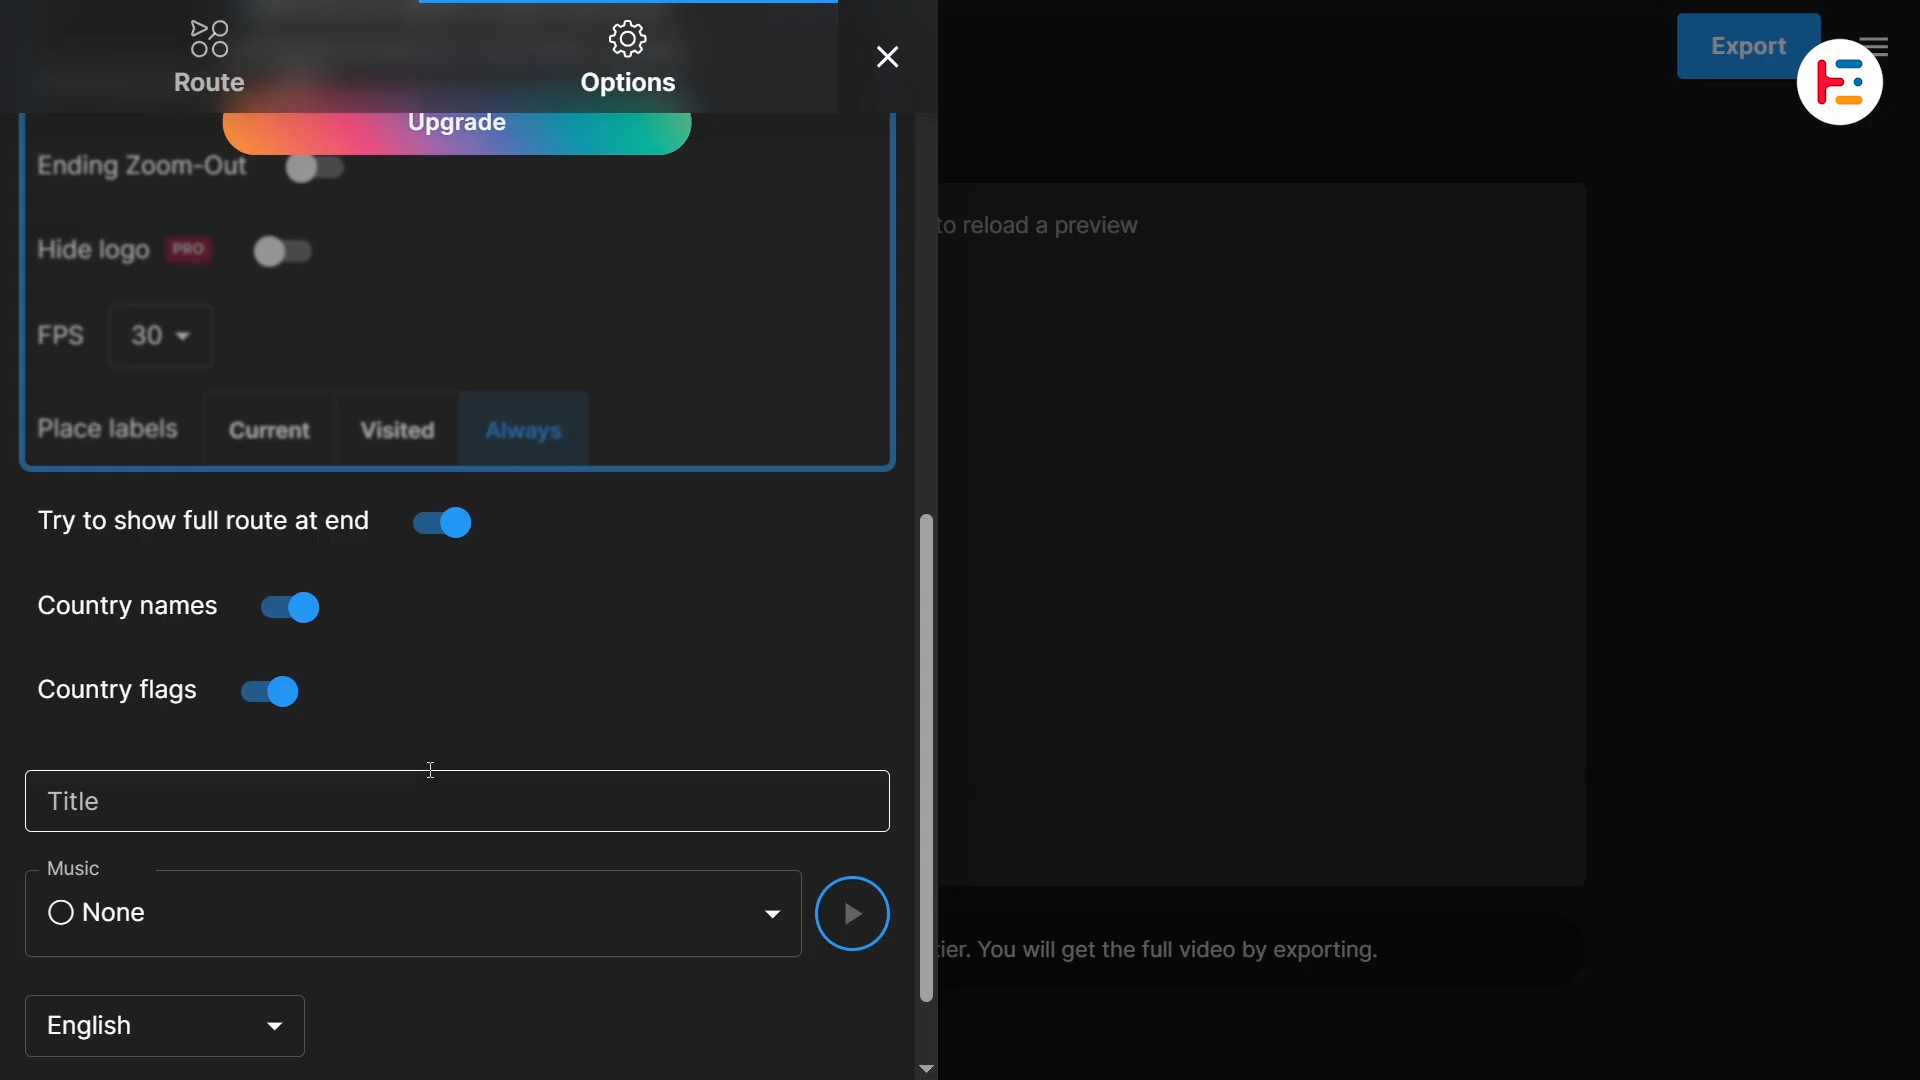 Route
Options
Export
Upgrade
Ending Zoom-Out
to reload a preview
Hide logo PRO
FPS 30
Place labels Current Visited Always
Try to show full route at end
Country names
Country flags
Title
Music
None
tier. You will get the full video by exporting.
English